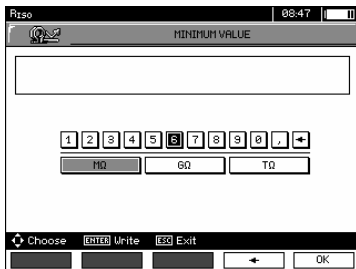 RISO 08:47
MINIMUM VALUE
1 2 3 4 5 6 7 8 9 0 , ←
MΩ GΩ TΩ
Choose ENTER Write ESC Exit
← OK